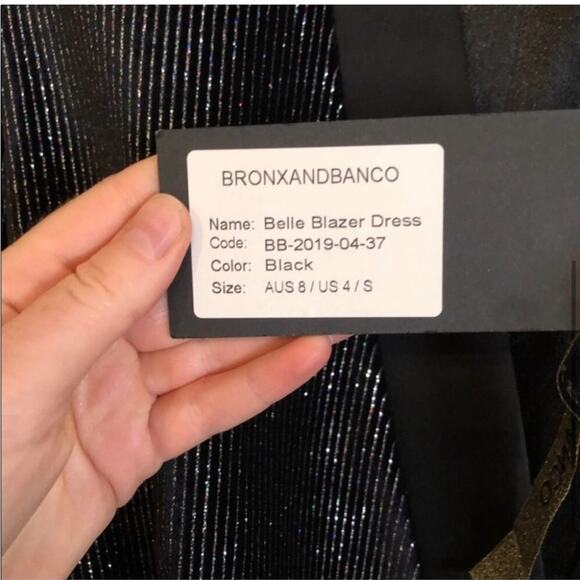 BRONXANDBANCO
Name: Belle Blazer Dress
Code: BB-2019-04-37
Color: Black
Size: AUS 8 / US 4 / S